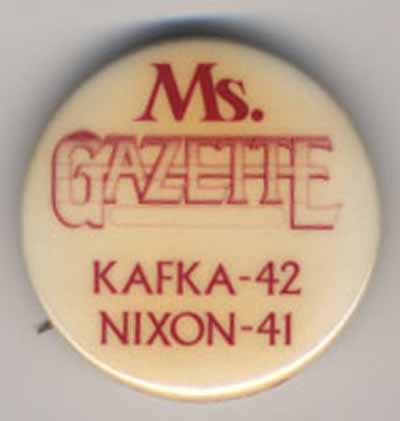 Ms.
GAZETTE
KAFKA-42
NIXON-41